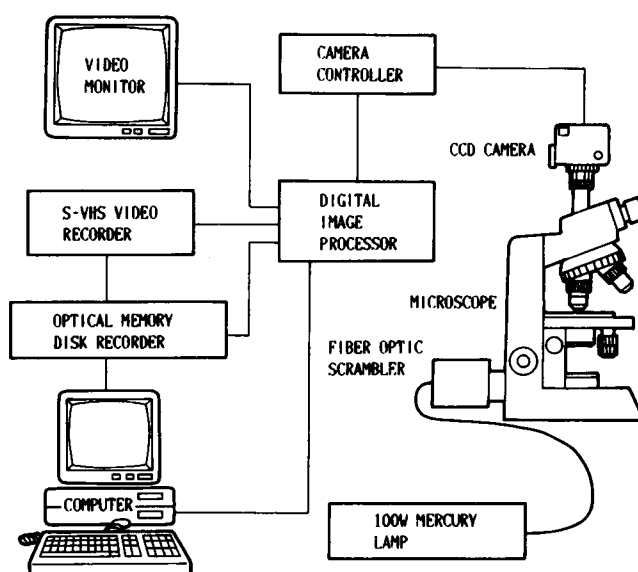 VIDEO
MONITOR
CAMERA
CONTROLLER
CCD CAMERA
S-VHS VIDEO
RECORDER
DIGITAL
IMAGE
PROCESSOR
MICROSCOPE
OPTICAL MEMORY
DISK RECORDER
FIBER OPTIC
SCRAMBLER
COMPUTER
100W MERCURY
LAMP